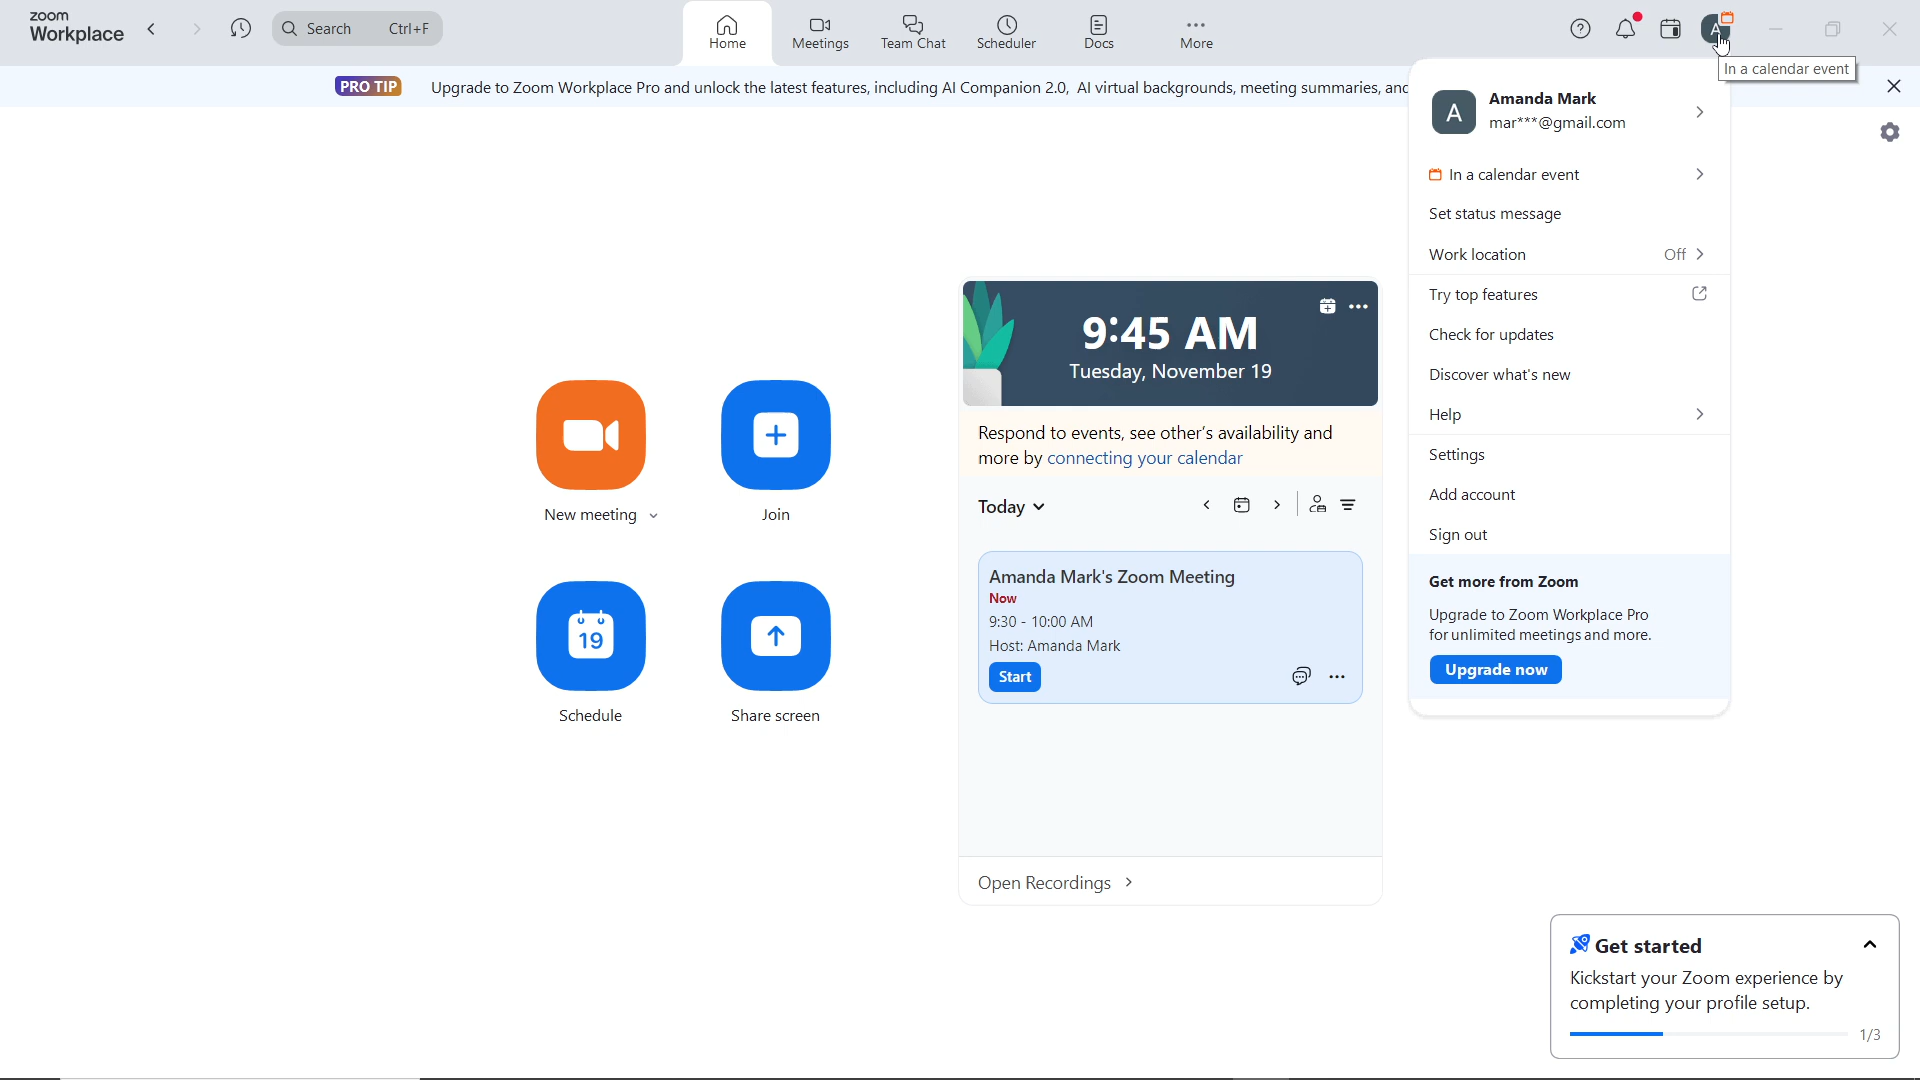 zoom
Workplace
Search Ctrl+F
Home
Meetings
Team Chat
Scheduler
Docs
More
A
In a calendar event
PRO TIP Upgrade to Zoom Workplace Pro and unlock the latest features, including AI Companion 2.0, AI virtual backgrounds, meeting summaries, and
A
Amanda Mark
mar***@gmail.com
In a calendar event
Set status message
Work location Off
Try top features
Check for updates
Discover what's new
Help
Settings
Add account
Sign out
Get more from Zoom
Upgrade to Zoom Workplace Pro
for unlimited meetings and more.
Upgrade now
New meeting
Join
19
Schedule
Share screen
9:45 AM
Tuesday, November 19
Respond to events, see other's availability and
more by connecting your calendar
Today
Amanda Mark's Zoom Meeting
Now
9:30 - 10:00 AM
Host: Amanda Mark
Start
Open Recordings
Get started
Kickstart your Zoom experience by
completing your profile setup.
1/3